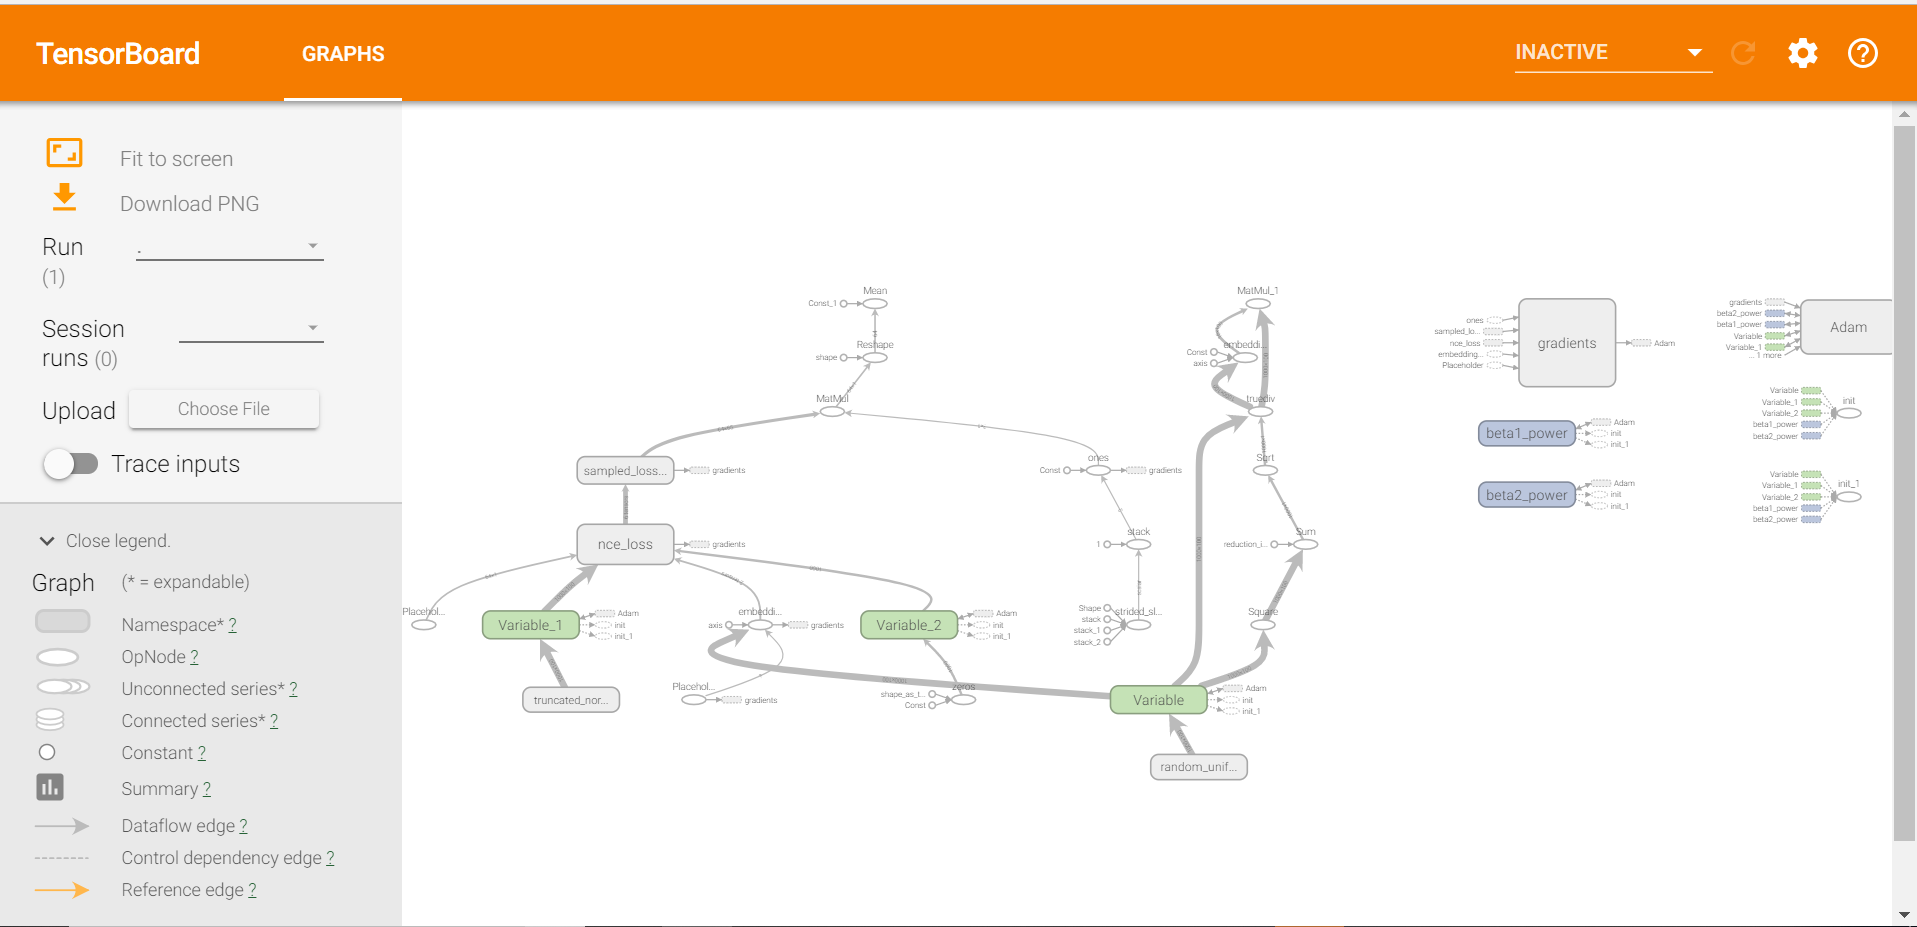 TensorBoard
GRAPHS
INACTIVE
Fit to screen
Download PNG
Run
(1)
.
Session
runs (0)
Upload
Choose File
Trace inputs
Close legend.
Graph (* = expandable)
Namespace* ?
OpNode ?
Unconnected series* ?
Connected series* ?
Constant ?
Summary ?
Dataflow edge ?
Control dependency edge ?
Reference edge ?
Mean
Const_1
Reshape
shape
MatMul
sampled_loss...
gradients
nce_loss
gradients
Placehol...
Variable_1
Adam
init
init_1
truncated_nor...
embeddi...
axis
gradients
Placehol...
gradients
Variable_2
Adam
init
init_1
zeros
shape_as_t...
Const
ones
Const
gradients
stack
1
strided_sl...
Shape
stack
stack_1
stack_2
MatMul_1
embeddi...
Const
axis
truediv
Sqrt
Sum
reduction_i...
Square
Variable
Adam
init
init_1
random_unif...
gradients
ones
sampled_lo...
nce_loss
embedding...
Placeholder
Adam
beta1_power
Adam
init
init_1
beta2_power
Adam
init
init_1
Adam
gradients
beta2_power
beta1_power
Variable
Variable_1
... 1 more
init
Variable
Variable_1
Variable_2
beta1_power
beta2_power
init_1
Variable
Variable_1
Variable_2
beta1_power
beta2_power